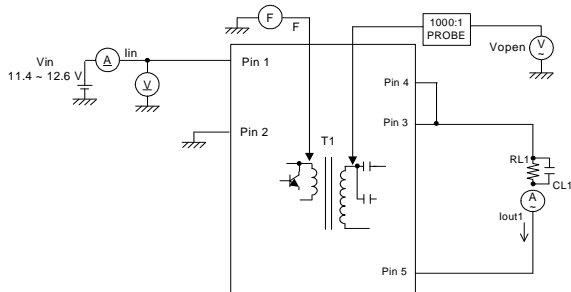 F
F
1000:1
PROBE
Vopen
V
~
Vin
11.4 ~ 12.6 V
A
Iin
V
Pin 1
Pin 2
Pin 4
Pin 3
T1
RL1
CL1
A
~
Iout1
Pin 5